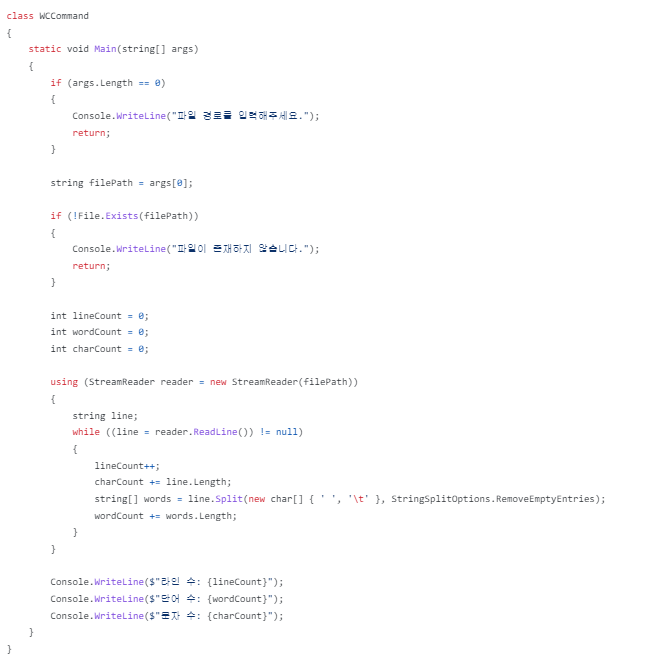 class WCCommand
{
    static void Main(string[] args)
    {
        if (args.Length == 0)
        {
            Console.WriteLine("파일 경로를 입력해주세요.");
            return;
        }

        string filePath = args[0];

        if (!File.Exists(filePath))
        {
            Console.WriteLine("파일이 존재하지 않습니다.");
            return;
        }

        int lineCount = 0;
        int wordCount = 0;
        int charCount = 0;

        using (StreamReader reader = new StreamReader(filePath))
        {
            string line;
            while ((line = reader.ReadLine()) != null)
            {
                lineCount++;
                charCount += line.Length;
                string[] words = line.Split(new char[] { ' ', '\t' }, StringSplitOptions.RemoveEmptyEntries);
                wordCount += words.Length;
            }
        }

        Console.WriteLine($"라인 수: {lineCount}");
        Console.WriteLine($"단어 수: {wordCount}");
        Console.WriteLine($"문자 수: {charCount}");
    }
}